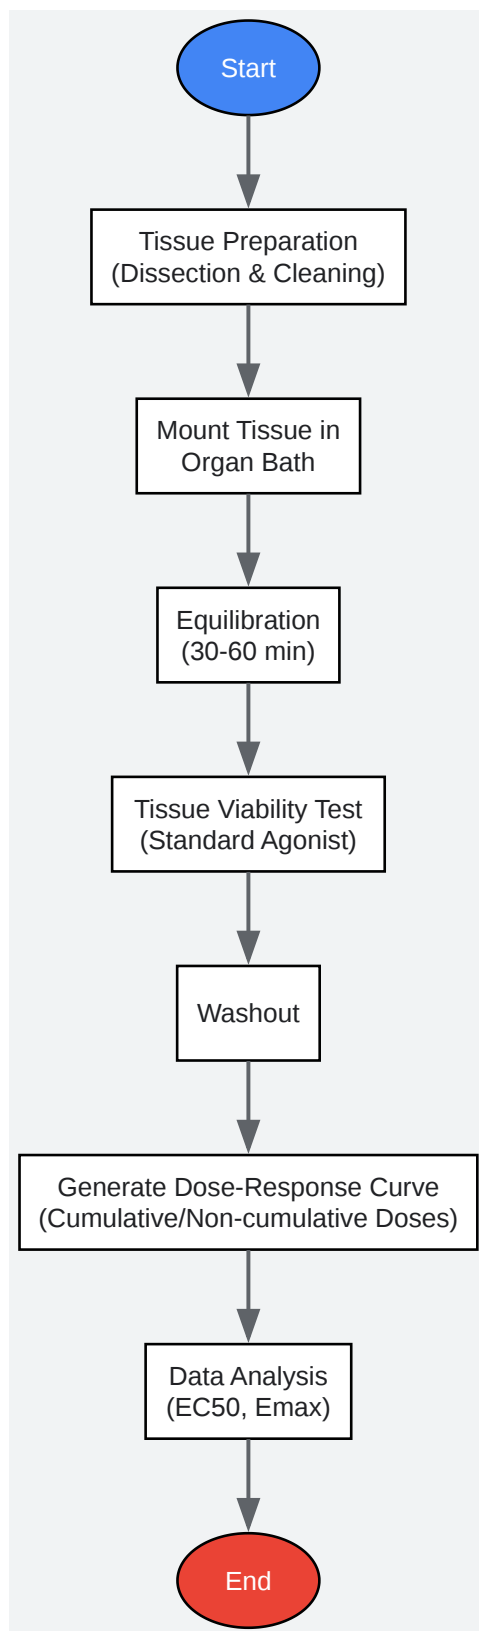 Start
Tissue Preparation
(Dissection & Cleaning)
Mount Tissue in
Organ Bath
Equilibration
(30-60 min)
Tissue Viability Test
(Standard Agonist)
Washout
Generate Dose-Response Curve
(Cumulative/Non-cumulative Doses)
Data Analysis
(EC50, Emax)
End